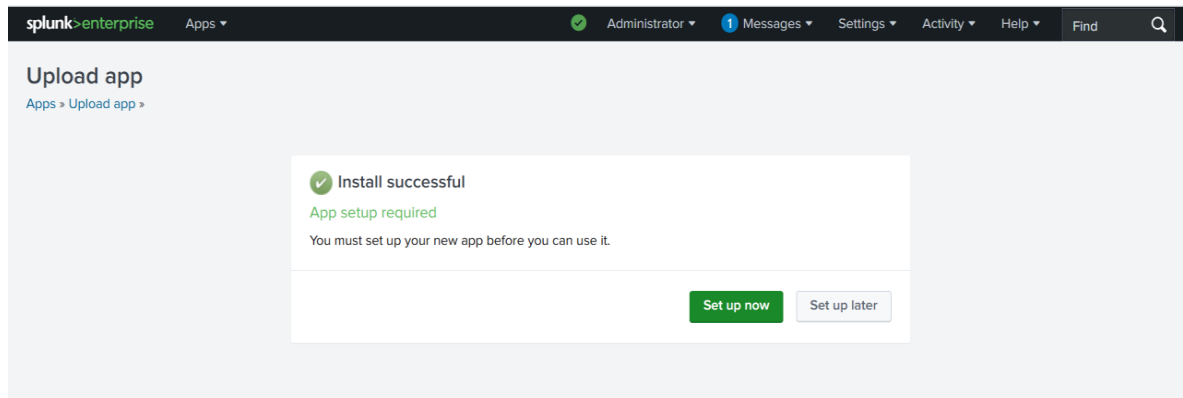 splunk>enterprise Apps Administrator 1 Messages Settings Activity Help Find
Upload app
Apps » Upload app »
Install successful
App setup required
You must set up your new app before you can use it.
Set up now Set up later